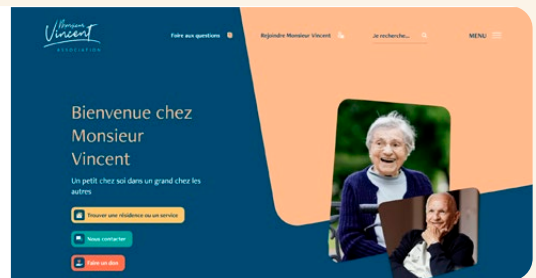 Monsieur
Vincent
ASSOCIATION
Foire aux questions
Rejoindre Monsieur Vincent
Je recherche...
MENU
Bienvenue chez
Monsieur
Vincent
Un petit chez soi dans un grand chez les
autres
Trouver une résidence ou un service
Nous contacter
Faire un don